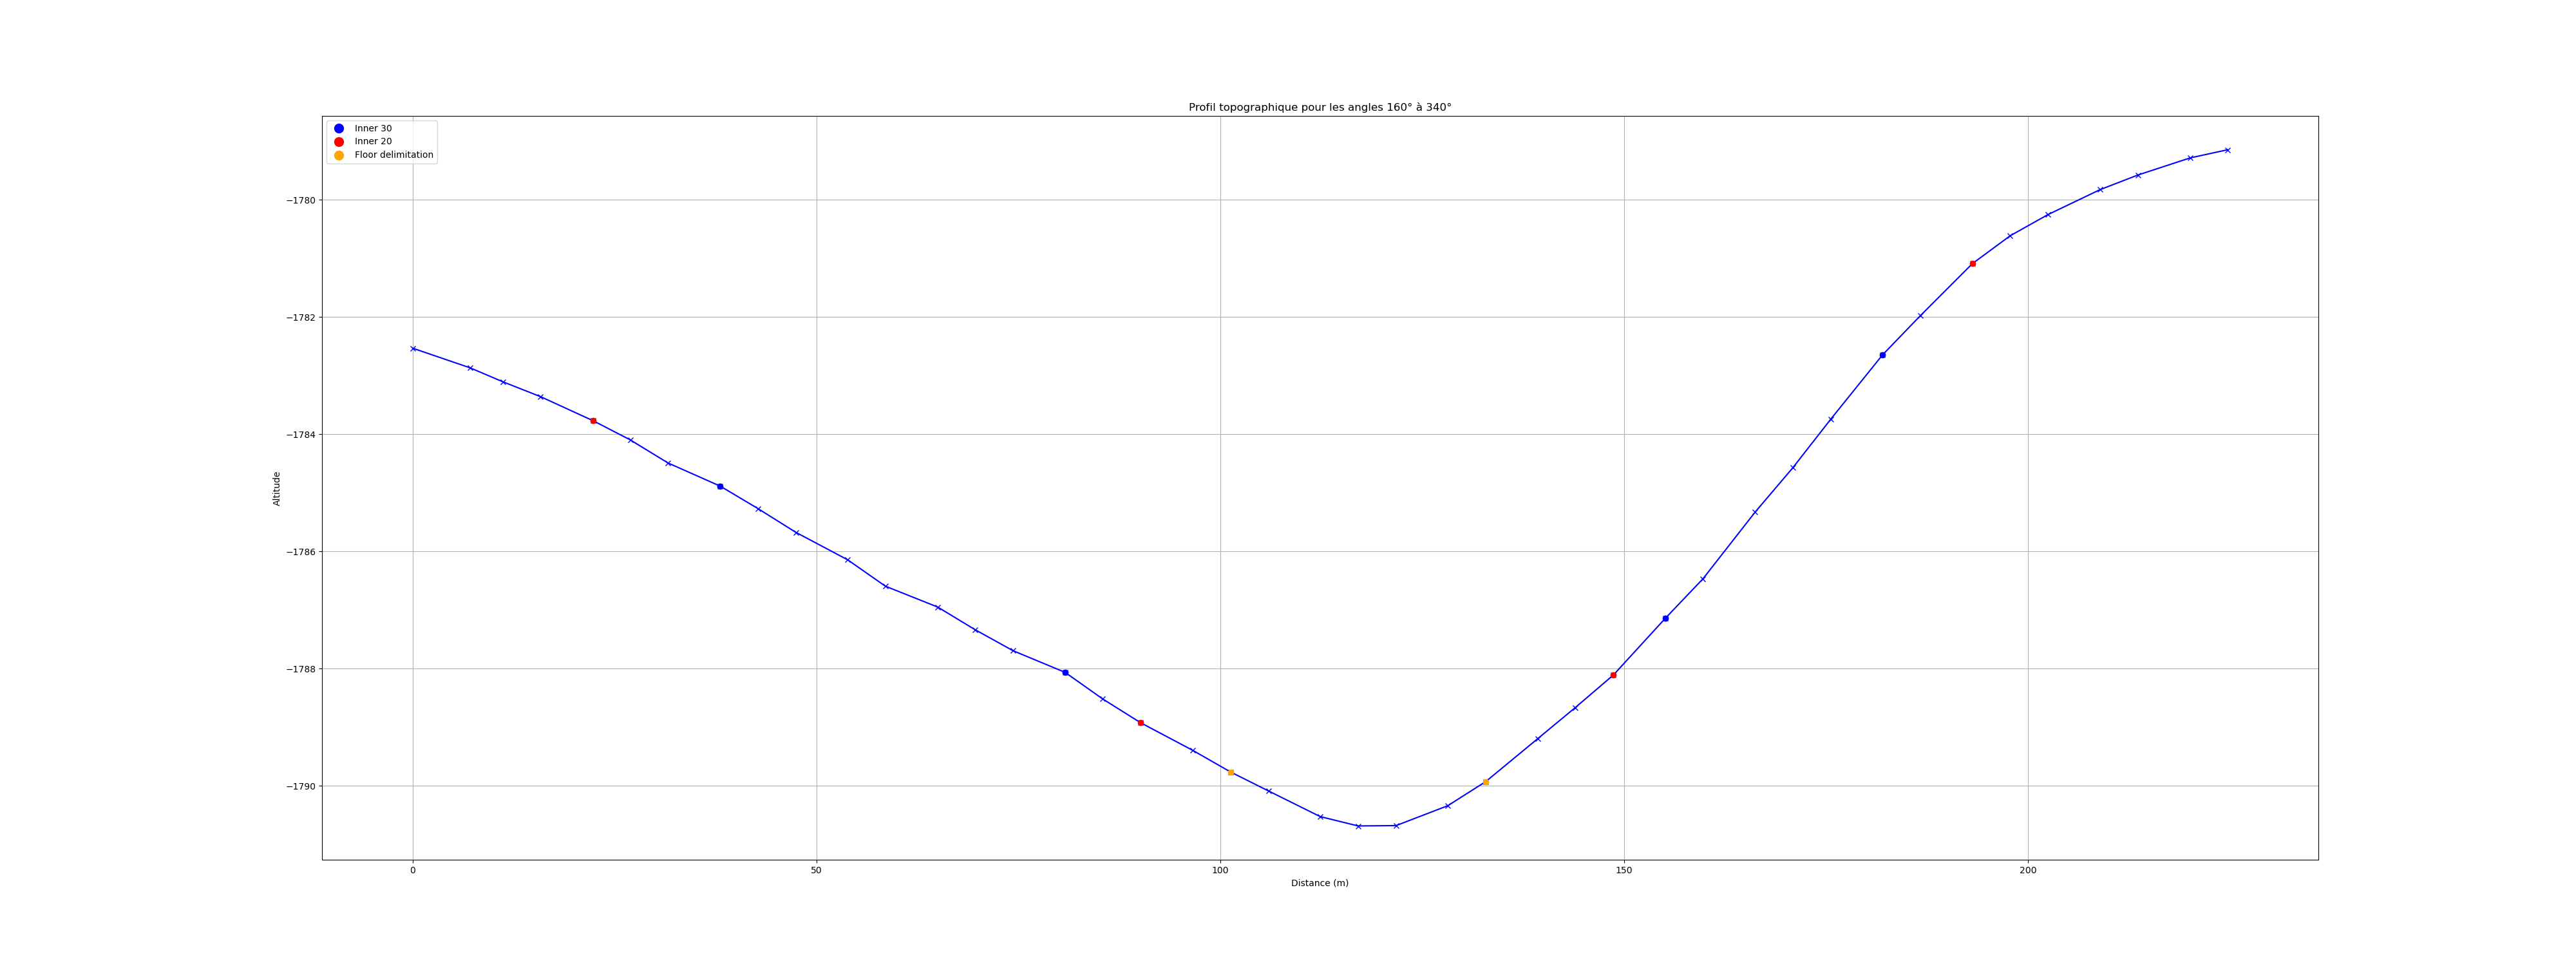 Profil topographique pour les angles 160° à 340°
Inner 30
Inner 20
Floor delimitation
Altitude
−1780
−1782
−1784
−1786
−1788
−1790
0 50 100 150 200
Distance (m)